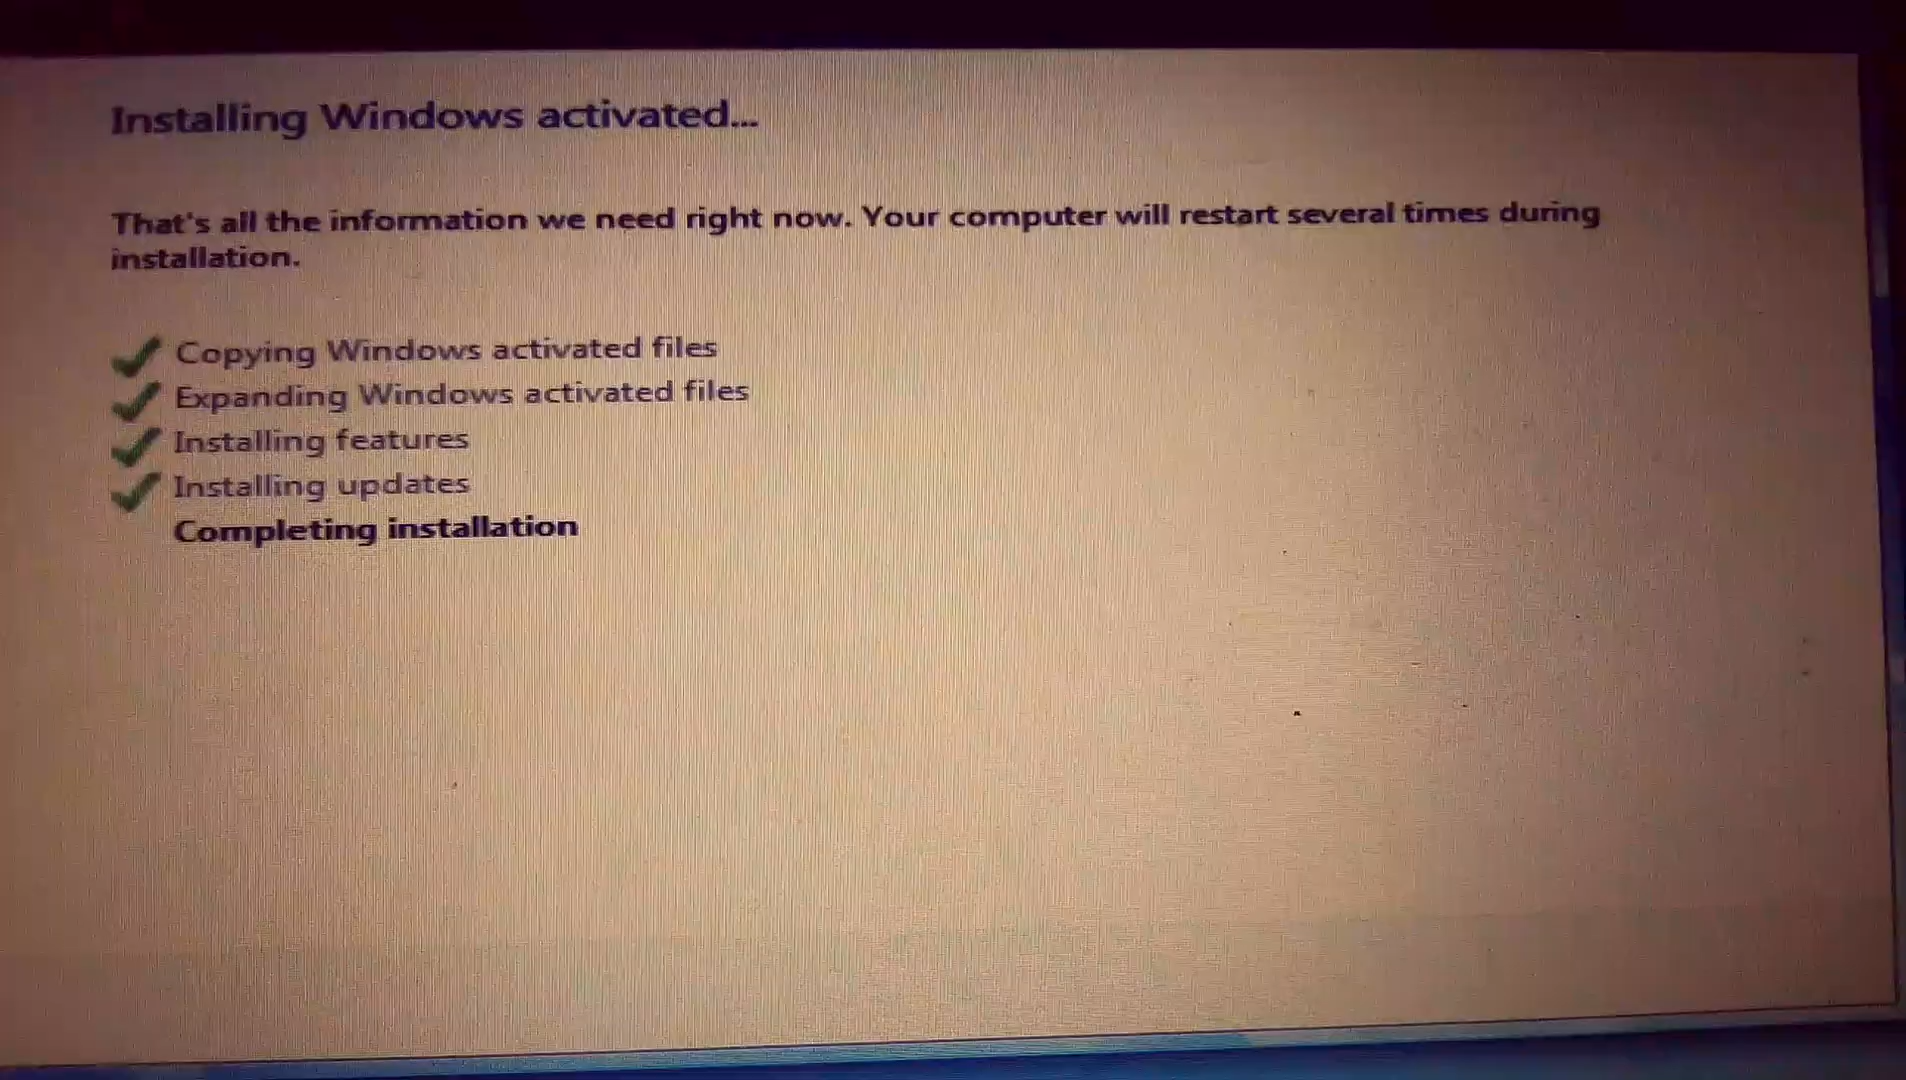 Installing Windows activated...
That's all the information we need right now. Your computer will restart several times during
installation.
Copying Windows activated files
Expanding Windows activated files
Installing features
Installing updates
Completing installation